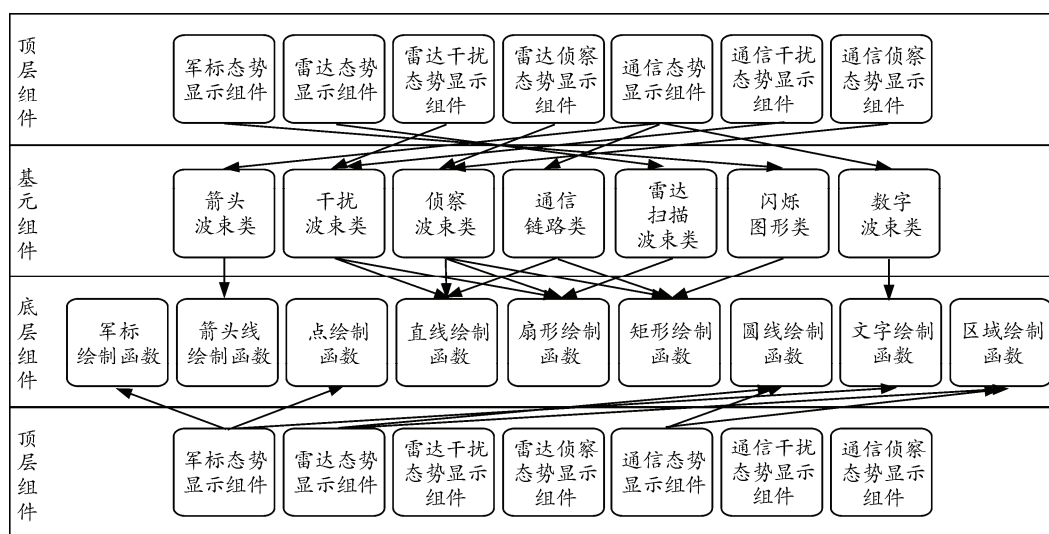 顶层组件
军标态势
显示组件
雷达态势
显示组件
雷达干扰
态势显示
组件
雷达侦察
态势显示
组件
通信态势
显示组件
通信干扰
态势显示
组件
通信侦察
态势显示
组件
基元组件
箭头
波束类
干扰
波束类
侦察
波束类
通信
链路类
雷达
扫描
波束类
闪烁
图形类
数字
波束类
底层组件
军标
绘制函数
箭头线
绘制函数
点绘制
函数
直线绘制
函数
扇形绘制
函数
矩形绘制
函数
圆线绘制
函数
文字绘制
函数
区域绘制
函数
顶层组件
军标态势
显示组件
雷达态势
显示组件
雷达干扰
态势显示
组件
雷达侦察
态势显示
组件
通信态势
显示组件
通信干扰
态势显示
组件
通信侦察
态势显示
组件